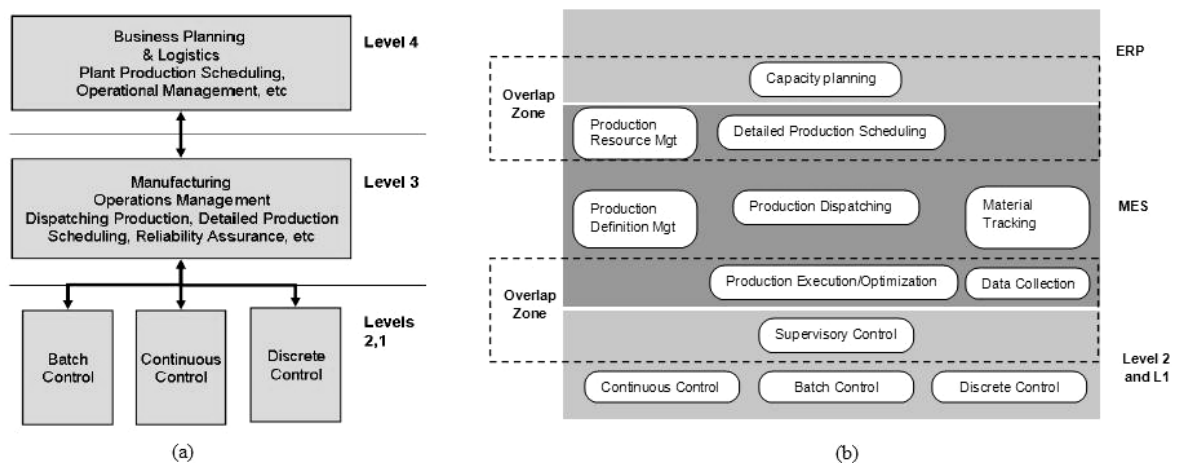 Business Planning
& Logistics
Plant Production Scheduling,
Operational Management, etc
Level 4
Manufacturing
Operations Management
Dispatching Production, Detailed Production
Scheduling, Reliability Assurance, etc
Level 3
Levels
2,1
Batch
Control
Continuous
Control
Discrete
Control
(a)
ERP
Overlap
Zone
Capacity planning
Production
Resource Mgt
Detailed Production Scheduling
MES
Production
Definition Mgt
Production Dispatching
Material
Tracking
Overlap
Zone
Production Execution/Optimization
Data Collection
Supervisory Control
Level 2
and L1
Continuous Control
Batch Control
Discrete Control
(b)